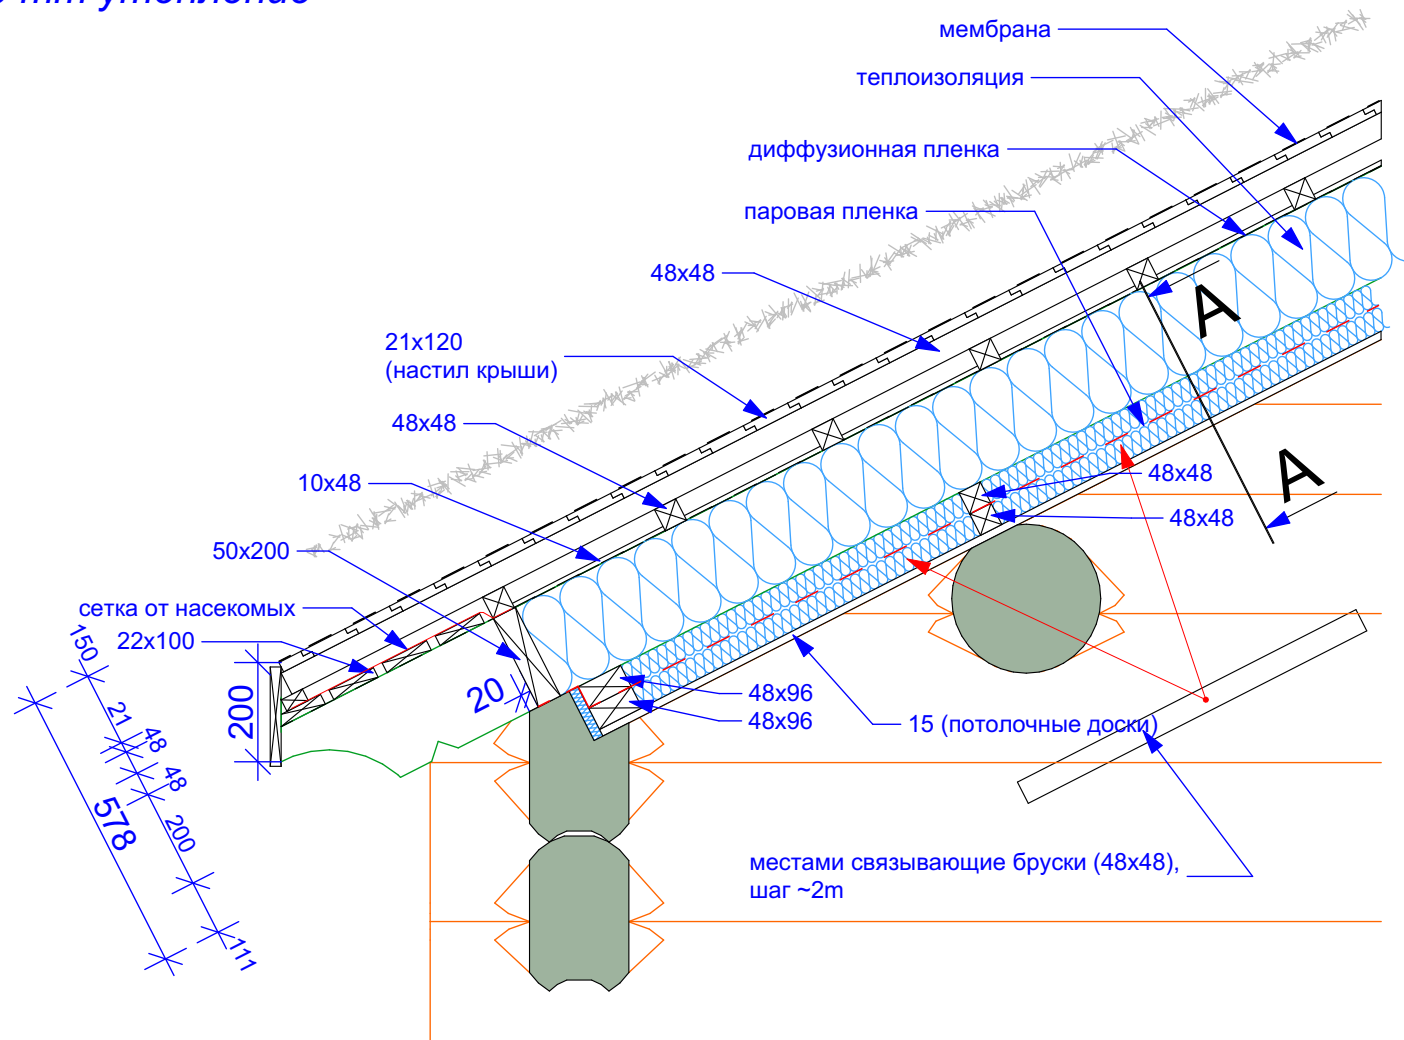 mm утепление
мембрана
теплоизоляция
диффузионная пленка
паровая пленка
48x48
21x120
(настил крыши)
48x48
10x48
50x200
сетка от насекомых
22x100
A
A
48x48
48x48
48x96
48x96
15 (потолочные доски)
20
200
150
21
48
48
200
111
578
местами связывающие бруски (48x48),
шаг ~2m